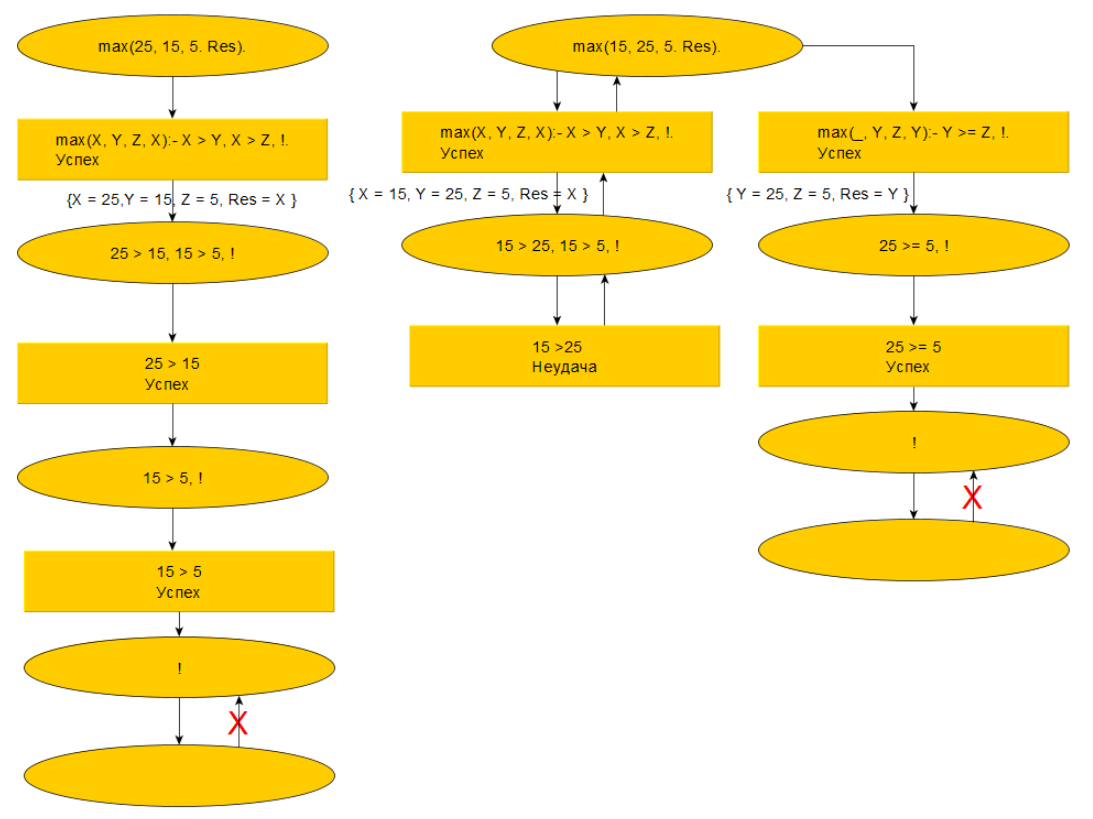 max(25, 15, 5. Res).
max(X, Y, Z, X):- X > Y, X > Z, !.
Успех
{X = 25,Y = 15, Z = 5, Res = X }
25 > 15, 15 > 5, !
25 > 15
Успех
15 > 5, !
15 > 5
Успех
!
X
max(15, 25, 5. Res).
max(X, Y, Z, X):- X > Y, X > Z, !.
Успех
{ X = 15, Y = 25, Z = 5, Res = X }
15 > 25, 15 > 5, !
15 >25
Неудача
max(_, Y, Z, Y):- Y >= Z, !.
Успех
{ Y = 25, Z = 5, Res = Y }
25 >= 5, !
25 >= 5
Успех
!
X